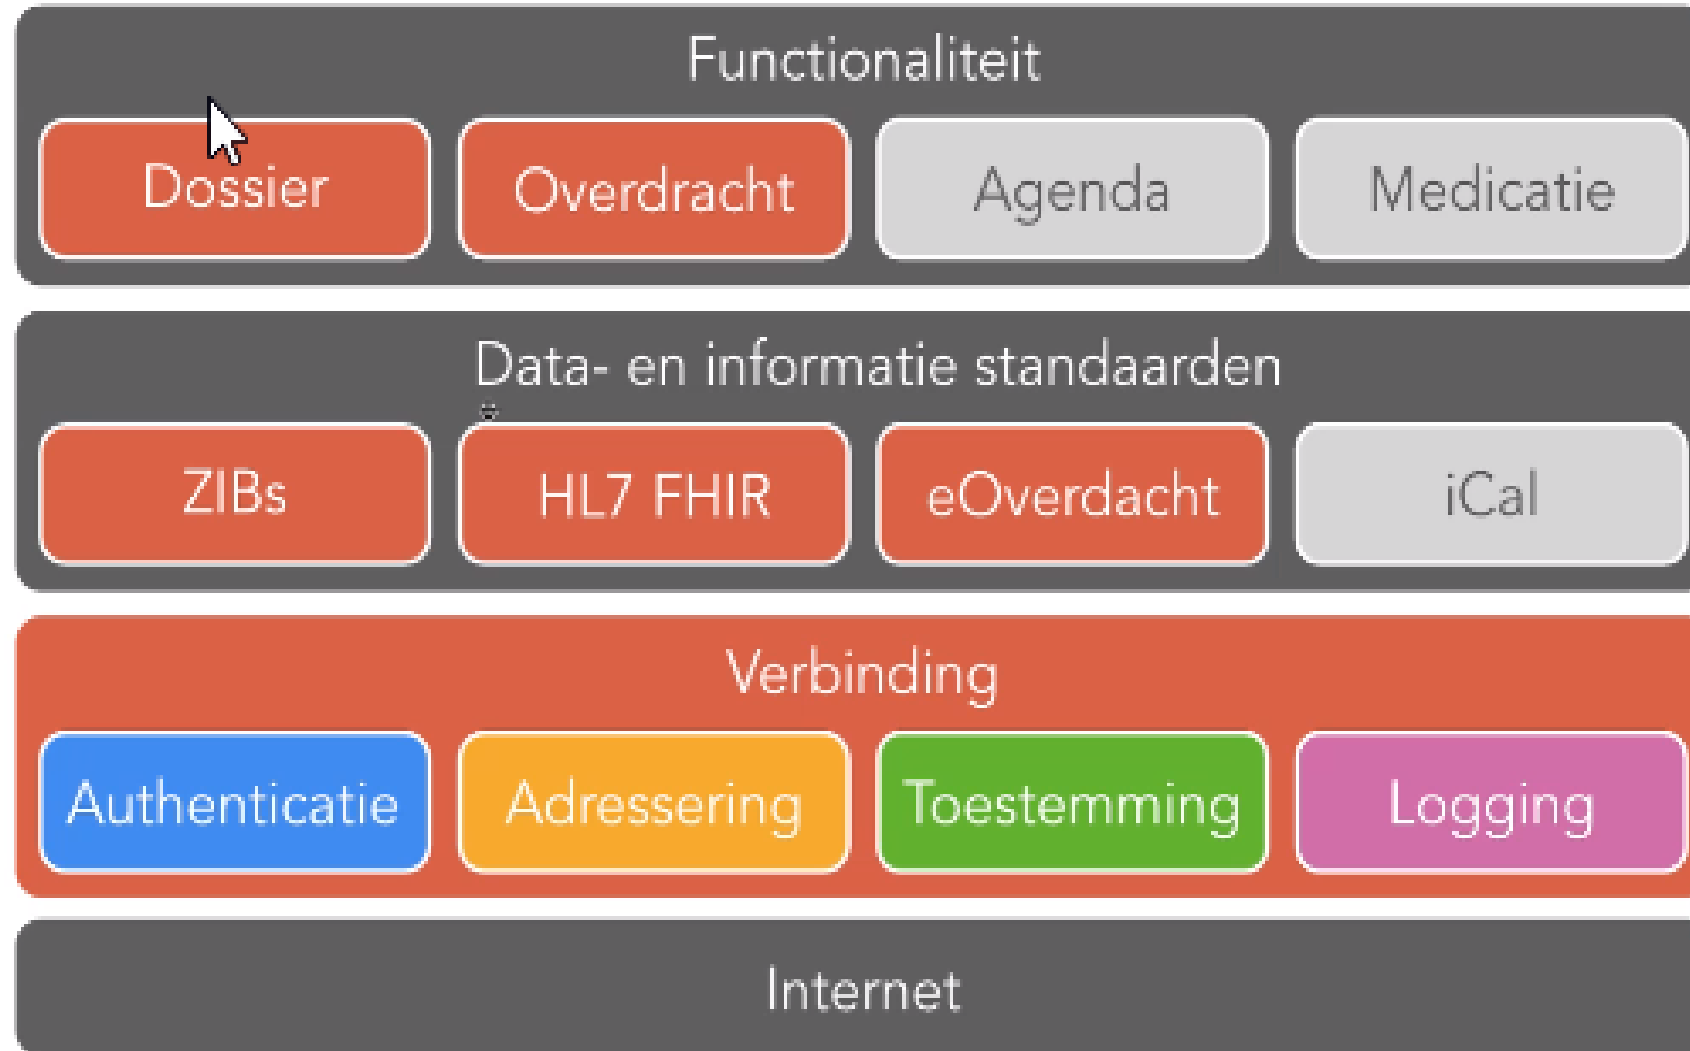 Functionaliteit
Dossier Overdracht Agenda Medicatie
Data- en informatie standaarden
ZIBs HL7 FHIR eOverdacht iCal
Verbinding
Authenticatie Adressering Toestemming Logging
Internet